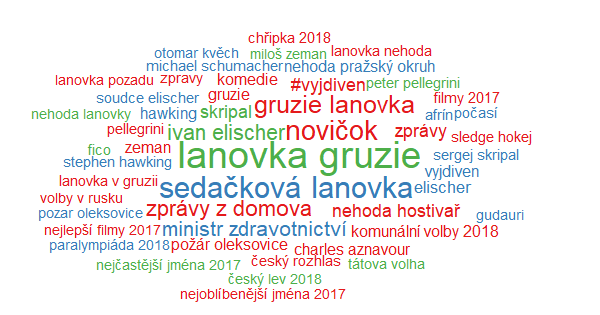 chřipka 2018
otomar kvěch miloš zeman lanovka nehoda
michael schumacher nehoda pražský okruh
lanovka pozadu zpravy komedie #vyjdiven peter pellegrini
soudce elischer gruzie gruzie lanovka filmy 2017
nehoda lanovky hawking skripal afrín počasí
pellegrini ivan elischer novičok zprávy sledge hokej
fico zeman lanovka gruzie sergej skripal
stephen hawking vyjdiven
lanovka v gruzii sedačková lanovka elischer
volby v rusku
pozar oleksovice zprávy z domova nehoda hostivař gudauri
nejlepší filmy 2017 ministr zdravotnictví komunální volby 2018
paralympiáda 2018 požár oleksovice charles aznavour
nejčastější jména 2017 český rozhlas tátova volha
český lev 2018
nejoblíbenější jména 2017